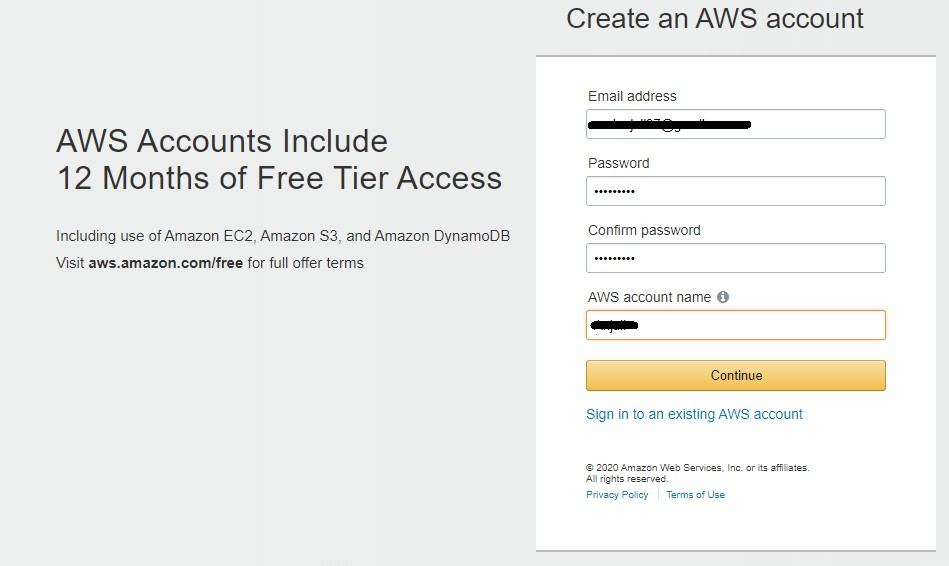 Create an AWS account
AWS Accounts Include
12 Months of Free Tier Access
Including use of Amazon EC2, Amazon S3, and Amazon DynamoDB
Visit aws.amazon.com/free for full offer terms
Email address
Password
•••••••••
Confirm password
•••••••••
AWS account name
Continue
Sign in to an existing AWS account
© 2020 Amazon Web Services, Inc. or its affiliates.
All rights reserved.
Privacy Policy | Terms of Use